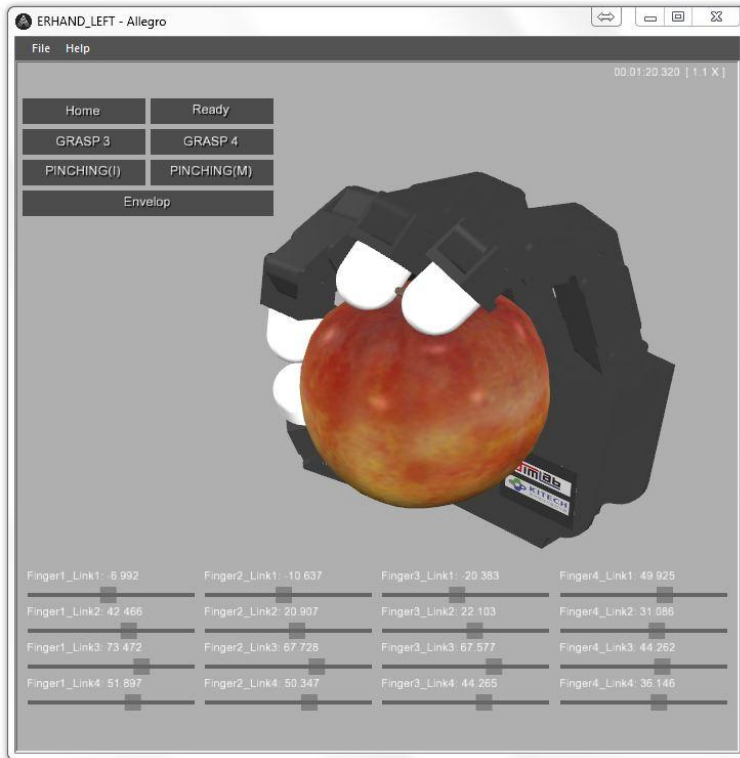 ERHAND_LEFT - Allegro
File Help
00:01:20.320 [ 1.1 X ]
Home Ready
GRASP 3 GRASP 4
PINCHING(I) PINCHING(M)
Envelop
simlab
KITECH
Finger1_Link1: -6.992 Finger2_Link1: -10.637 Finger3_Link1: -20.383 Finger4_Link1: 49.925
Finger1_Link2: 42.466 Finger2_Link2: 20.907 Finger3_Link2: 22.103 Finger4_Link2: 31.086
Finger1_Link3: 73.472 Finger2_Link3: 67.728 Finger3_Link3: 67.577 Finger4_Link3: 44.262
Finger1_Link4: 51.897 Finger2_Link4: 50.347 Finger3_Link4: 44.265 Finger4_Link4: 36.146